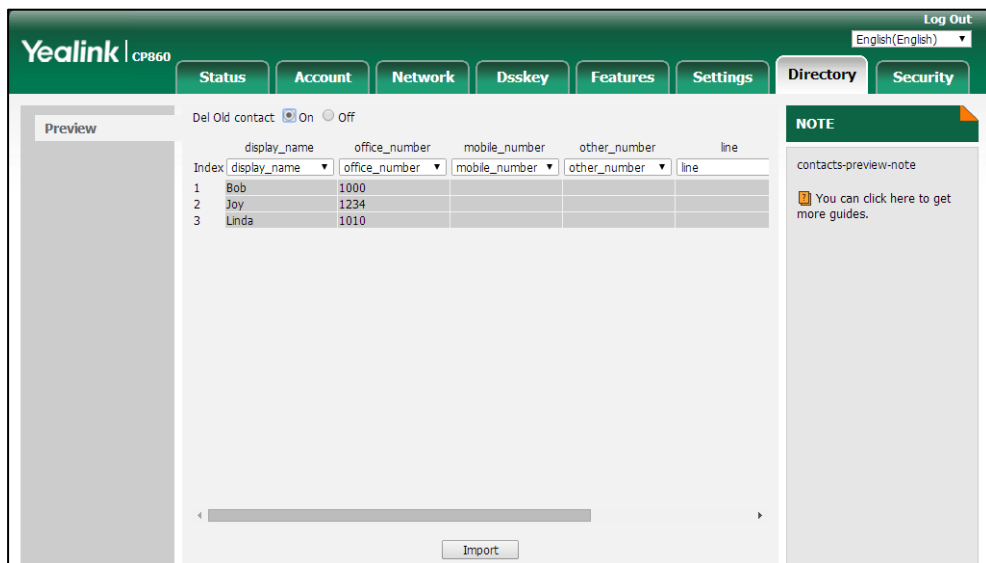 Log Out
Yealink | CP860
English(English)
Status Account Network Dsskey Features Settings Directory Security
Preview
Del Old contact On Off
display_name office_number mobile_number other_number line
Index display_name office_number mobile_number other_number line
1 Bob 1000
2 Joy 1234
3 Linda 1010
Import
NOTE
contacts-preview-note
You can click here to get
more guides.